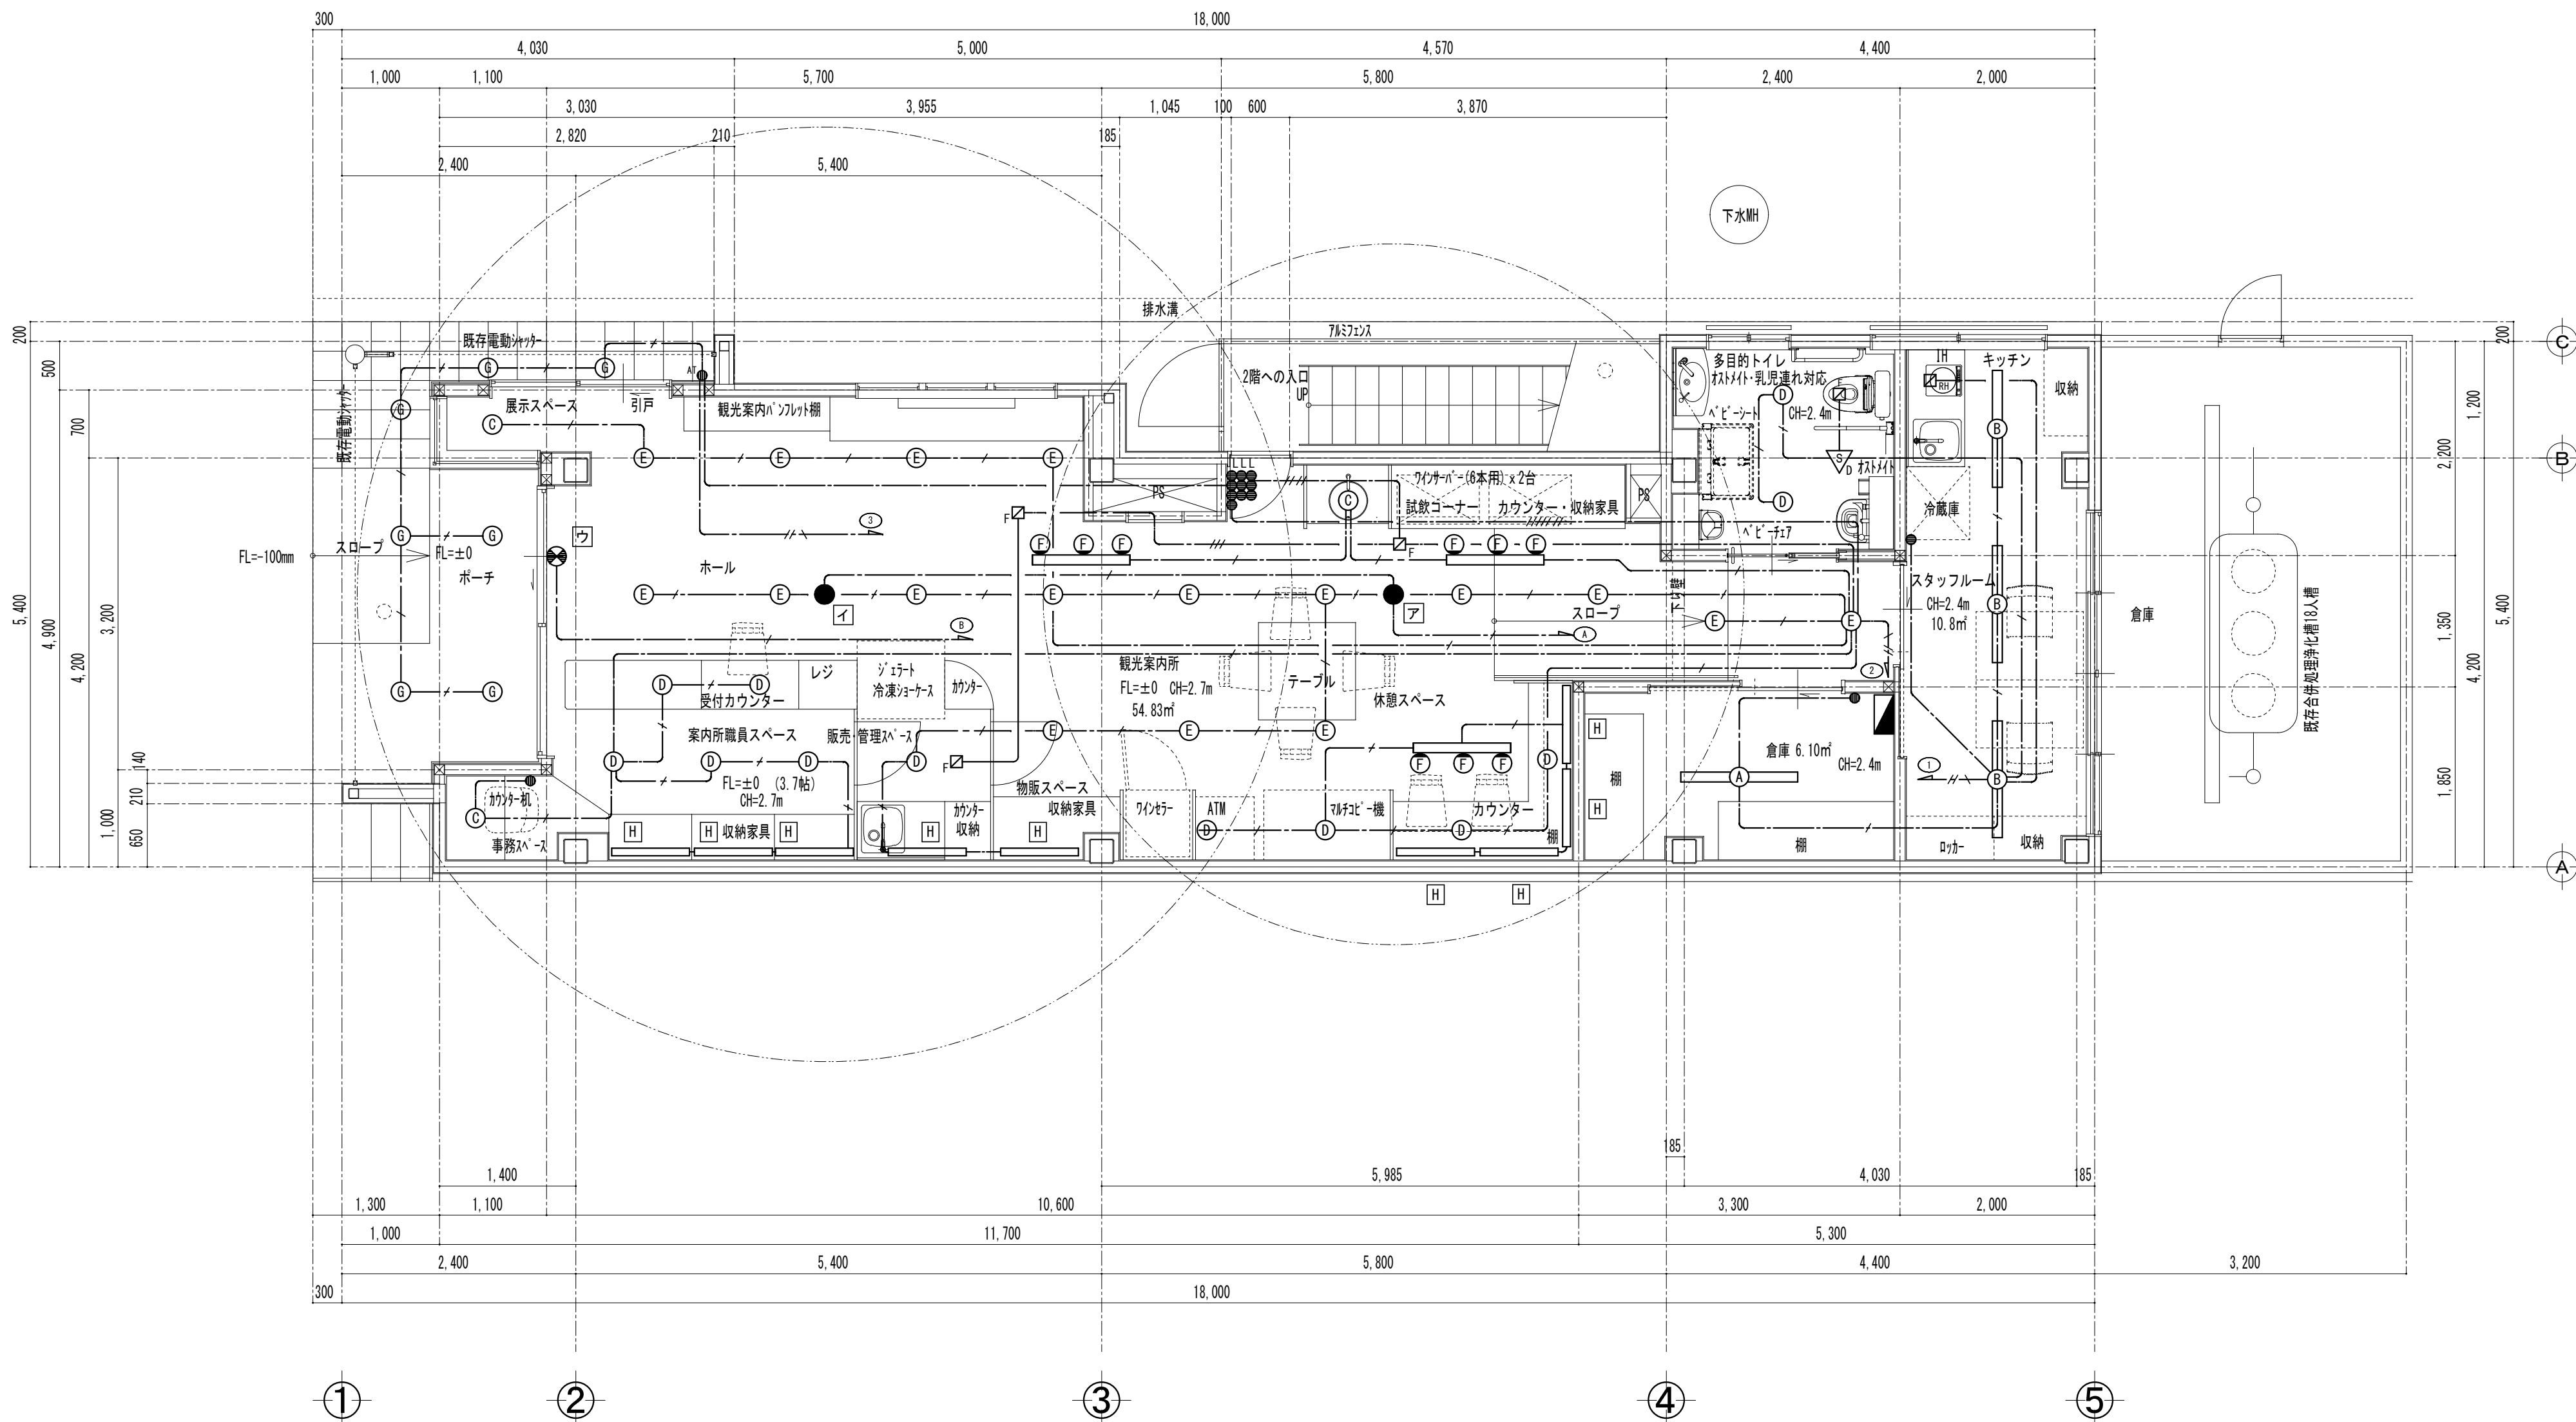 300
18,000
4,030
5,000
4,570
4,400
1,000
1,100
5,700
5,800
2,400
2,000
3,030
3,955
1,045
100
600
3,870
2,820
210
185
2,400
5,400
下水MH
排水溝
アルミフェンス
既存電動シャッター
既存電動シャッター
G
G
AT
2階への入口
UP
多目的トイレ
オストメイト・乳児連れ対応
IH
キッチン
RH
収納
C
展示スペース
引戸
観光案内パンフレット棚
G
C
D
CH=2.4m
F
ベビーシート
B
E
E
E
E
LLL
S
D
オストメイト
B
PS
C
ワインサーバー(6本用)x2台
試飲コーナー
カウンター・収納家具
PS
D
冷蔵庫
ベビーチェア
F
3
スロープ
FL=±0
G
G
ウ
F
F
F
F
F
F
F
FL=-100mm
ポーチ
ホール
スタッフルーム
CH=2.4m
10.8㎡
B
倉庫
既存合併処理浄化槽18人槽
E
E
イ
E
E
E
E
ア
E
E
スロープ
下レ壁
E
E
B
A
2
レジ
ジェラート
冷凍ショーケース
カウンター
観光案内所
FL=±0 CH=2.7m
54.83㎡
テーブル
休憩スペース
G
G
D
D
受付カウンター
案内所職員スペース
販売・管理スペース
E
E
E
H
倉庫 6.10㎡
CH=2.4m
D
D
D
D
F
F
F
F
D
棚
A
1
B
FL=±0 (3.7帖)
CH=2.7m
物販スペース
収納家具
カウンター机
C
事務スペース
H
H
収納家具
H
H
カウンター
収納
H
ワインセラー
ATM
D
マルチコピー機
D
カウンター
D
棚
H
棚
ロッカー
収納
A
H
H
200
500
700
5,400
4,900
4,200
3,200
140
210
1,000
650
200
1,200
2,200
1,350
5,400
4,200
1,850
185
1,400
5,985
4,030
185
1,300
1,100
10,600
3,300
2,000
1,000
11,700
5,300
2,400
5,400
5,800
4,400
3,200
300
18,000
1
2
3
4
5